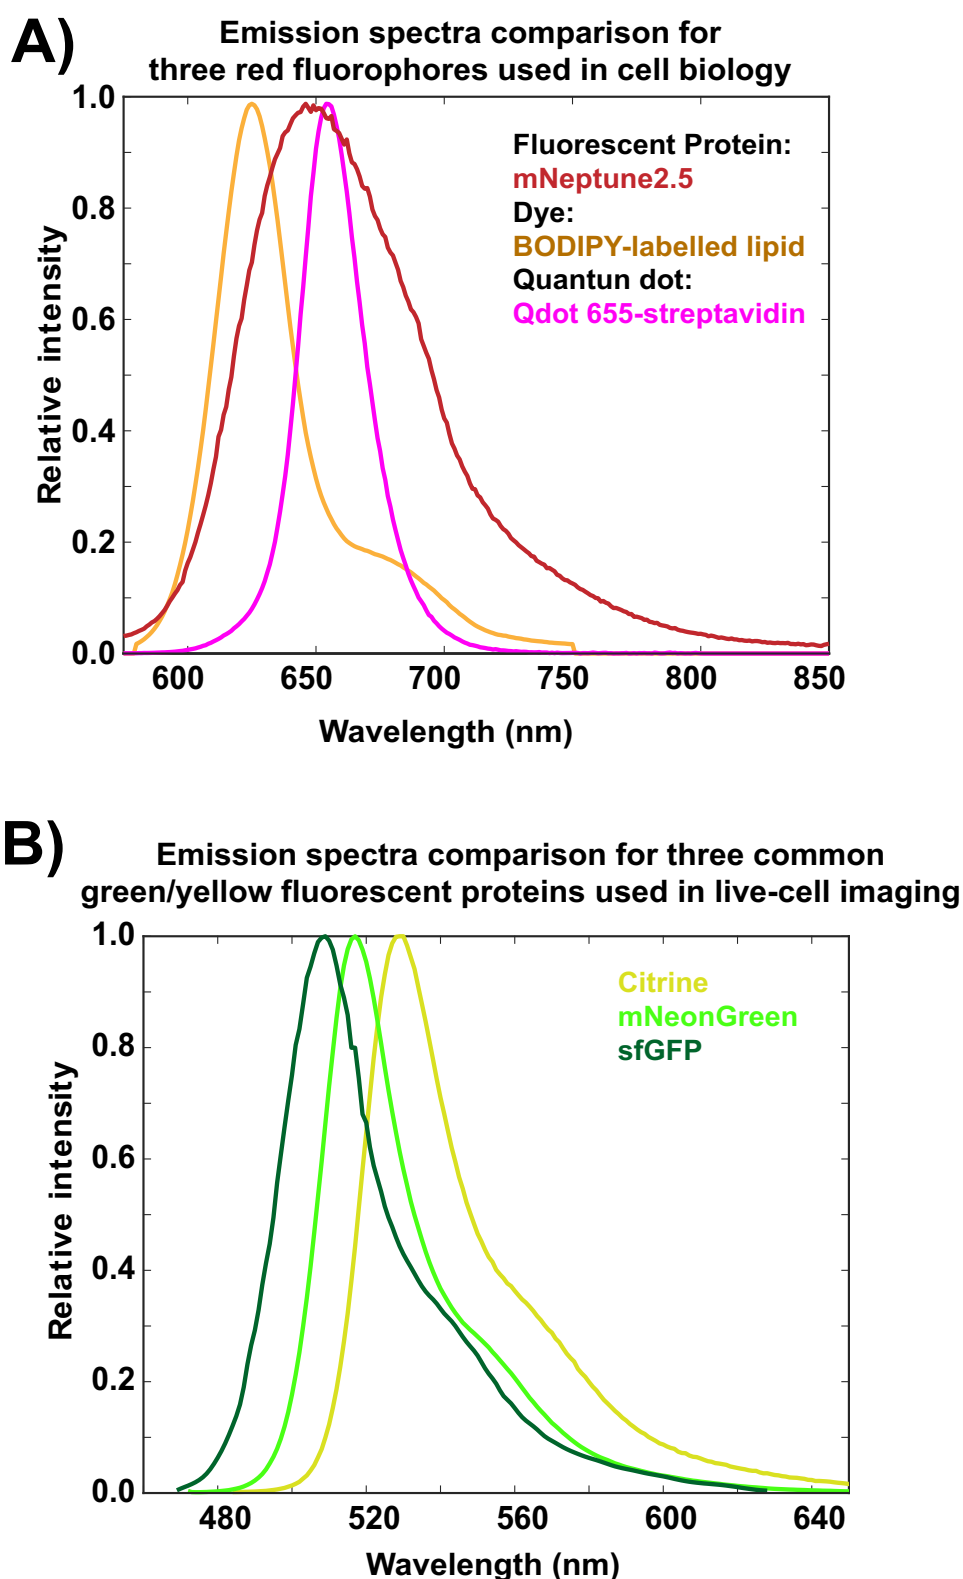 A)
Emission spectra comparison for
three red fluorophores used in cell biology
1.0
0.8
0.6
0.4
0.2
0.0
Relative intensity
Fluorescent Protein:
mNeptune2.5
Dye:
BODIPY-labelled lipid
Quantun dot:
Qdot 655-streptavidin
600 650 700 750 800 850
Wavelength (nm)
B)
Emission spectra comparison for three common
green/yellow fluorescent proteins used in live-cell imaging
1.0
0.8
0.6
0.4
0.2
0.0
Relative intensity
Citrine
mNeonGreen
sfGFP
480 520 560 600 640
Wavelength (nm)